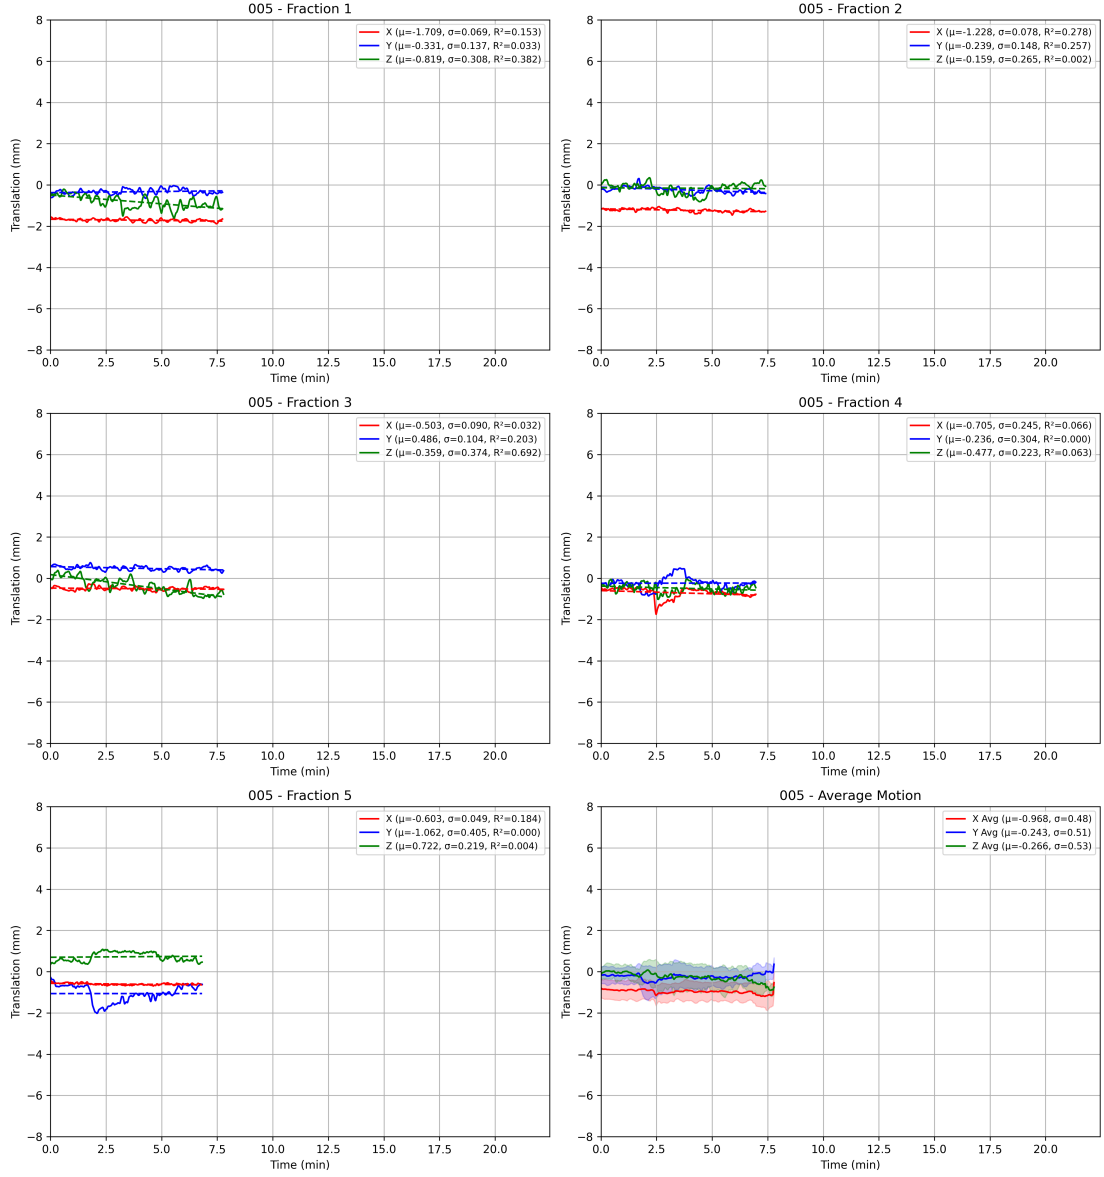 005 - Fraction 1
X (μ=-1.709, σ=0.069, R²=0.153)
Y (μ=-0.331, σ=0.137, R²=0.033)
Z (μ=-0.819, σ=0.308, R²=0.382)
8
6
4
2
0
−2
−4
−6
−8
Translation (mm)
0.0 2.5 5.0 7.5 10.0 12.5 15.0 17.5 20.0
Time (min)
005 - Fraction 2
X (μ=-1.228, σ=0.078, R²=0.278)
Y (μ=-0.239, σ=0.148, R²=0.257)
Z (μ=-0.159, σ=0.265, R²=0.002)
8
6
4
2
0
−2
−4
−6
−8
Translation (mm)
0.0 2.5 5.0 7.5 10.0 12.5 15.0 17.5 20.0
Time (min)
005 - Fraction 3
X (μ=-0.503, σ=0.090, R²=0.032)
Y (μ=0.486, σ=0.104, R²=0.203)
Z (μ=-0.359, σ=0.374, R²=0.692)
8
6
4
2
0
−2
−4
−6
−8
Translation (mm)
0.0 2.5 5.0 7.5 10.0 12.5 15.0 17.5 20.0
Time (min)
005 - Fraction 4
X (μ=-0.705, σ=0.245, R²=0.066)
Y (μ=-0.236, σ=0.304, R²=0.000)
Z (μ=-0.477, σ=0.223, R²=0.063)
8
6
4
2
0
−2
−4
−6
−8
Translation (mm)
0.0 2.5 5.0 7.5 10.0 12.5 15.0 17.5 20.0
Time (min)
005 - Fraction 5
X (μ=-0.603, σ=0.049, R²=0.184)
Y (μ=-1.062, σ=0.405, R²=0.000)
Z (μ=0.722, σ=0.219, R²=0.004)
8
6
4
2
0
−2
−4
−6
−8
Translation (mm)
0.0 2.5 5.0 7.5 10.0 12.5 15.0 17.5 20.0
Time (min)
005 - Average Motion
X Avg (μ=-0.968, σ=0.48)
Y Avg (μ=-0.243, σ=0.51)
Z Avg (μ=-0.266, σ=0.53)
8
6
4
2
0
−2
−4
−6
−8
Translation (mm)
0.0 2.5 5.0 7.5 10.0 12.5 15.0 17.5 20.0
Time (min)